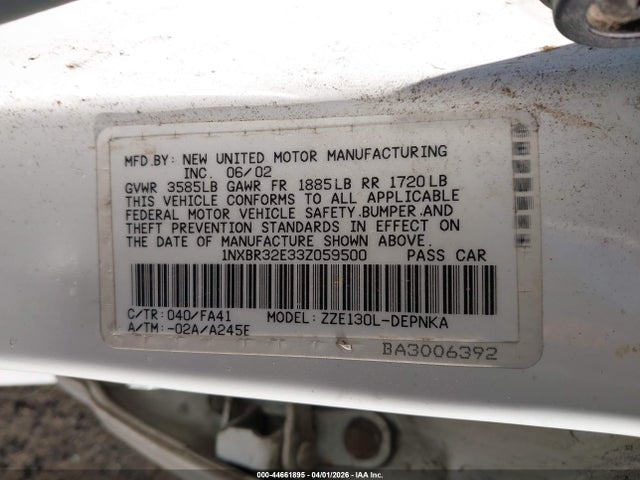 MFD.BY: NEW UNITED MOTOR MANUFACTURING
INC. 06/02
GVWR 3585LB GAWR FR 1885LB RR 1720LB
THIS VEHICLE CONFORMS TO ALL APPLICABLE
FEDERAL MOTOR VEHICLE SAFETY.BUMPER.AND
THEFT PREVENTION STANDARDS IN EFFECT ON
THE DATE OF MANUFACTURE SHOWN ABOVE.
1NXBR32E33Z059500 PASS CAR
C/TR: 040/FA41 MODEL: ZZE130L-DEPNKA
A/TM: -02A/A245E
BA3006392
000-44661895 - 04/01/2026 - IAA Inc.